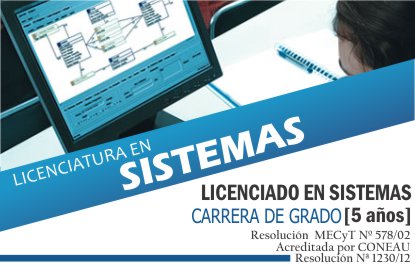 LICENCIATURA EN
SISTEMAS
LICENCIADO EN SISTEMAS
CARRERA DE GRADO [5 años]
Resolución MECyT Nº 578/02
Acreditada por CONEAU
Resolución Nª 1230/12